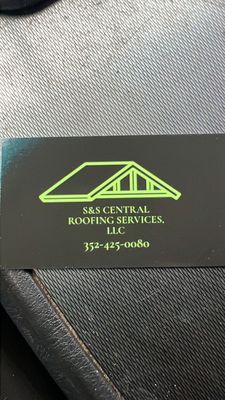 S&S CENTRAL
ROOFING SERVICES,
LLC
352-425-0080